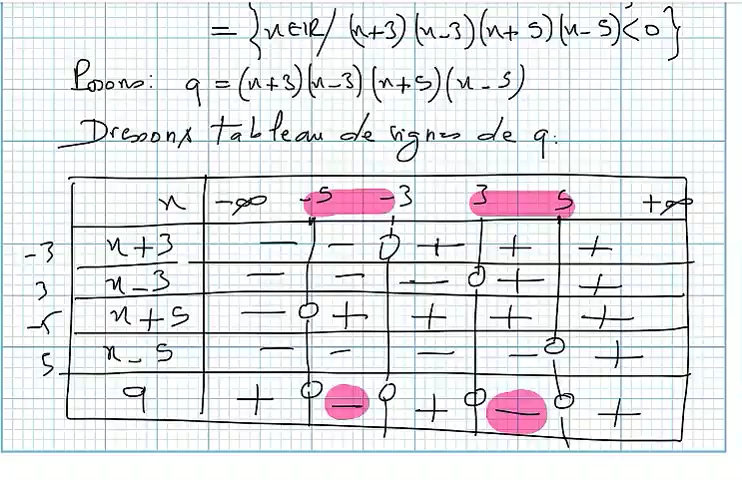 = {x∈IR/ (x+3)(x-3)(x+5)(x-5)<0}
Posons: q = (x+3)(x-3)(x+5)(x-5)
Dressons tableau de signes de q.
x -∞ -5 -3 3 5 +∞
-3 x+3 - - 0 + + +
3 x-3 - - - 0 + +
-5 x+5 - 0 + + + +
5 x-5 - - - - 0 +
q + 0 - 0 + 0 - 0 +